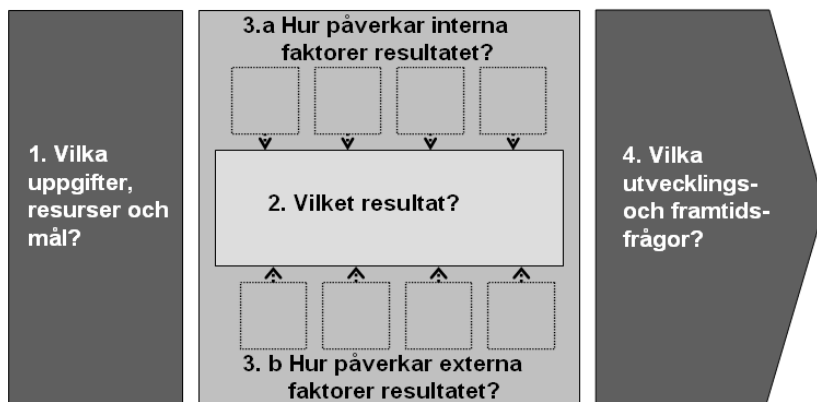 1. Vilka
uppgifter,
resurser och
mål?
3.a Hur påverkar interna
faktorer resultatet?
2. Vilket resultat?
3. b Hur påverkar externa
faktorer resultatet?
4. Vilka
utvecklings-
och framtids-
frågor?